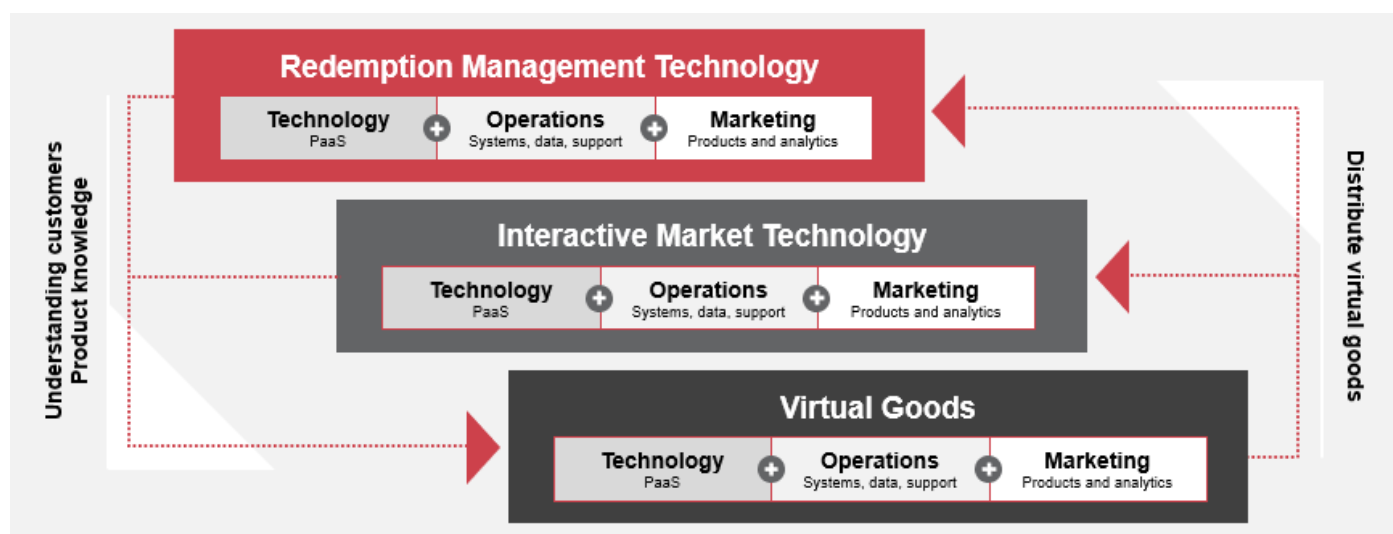 Redemption Management Technology
Technology
PaaS
Operations
Systems, data, support
Marketing
Products and analytics
Interactive Market Technology
Technology
PaaS
Operations
Systems, data, support
Marketing
Products and analytics
Virtual Goods
Technology
PaaS
Operations
Systems, data, support
Marketing
Products and analytics
Understanding customers
Product knowledge
Distribute virtual goods